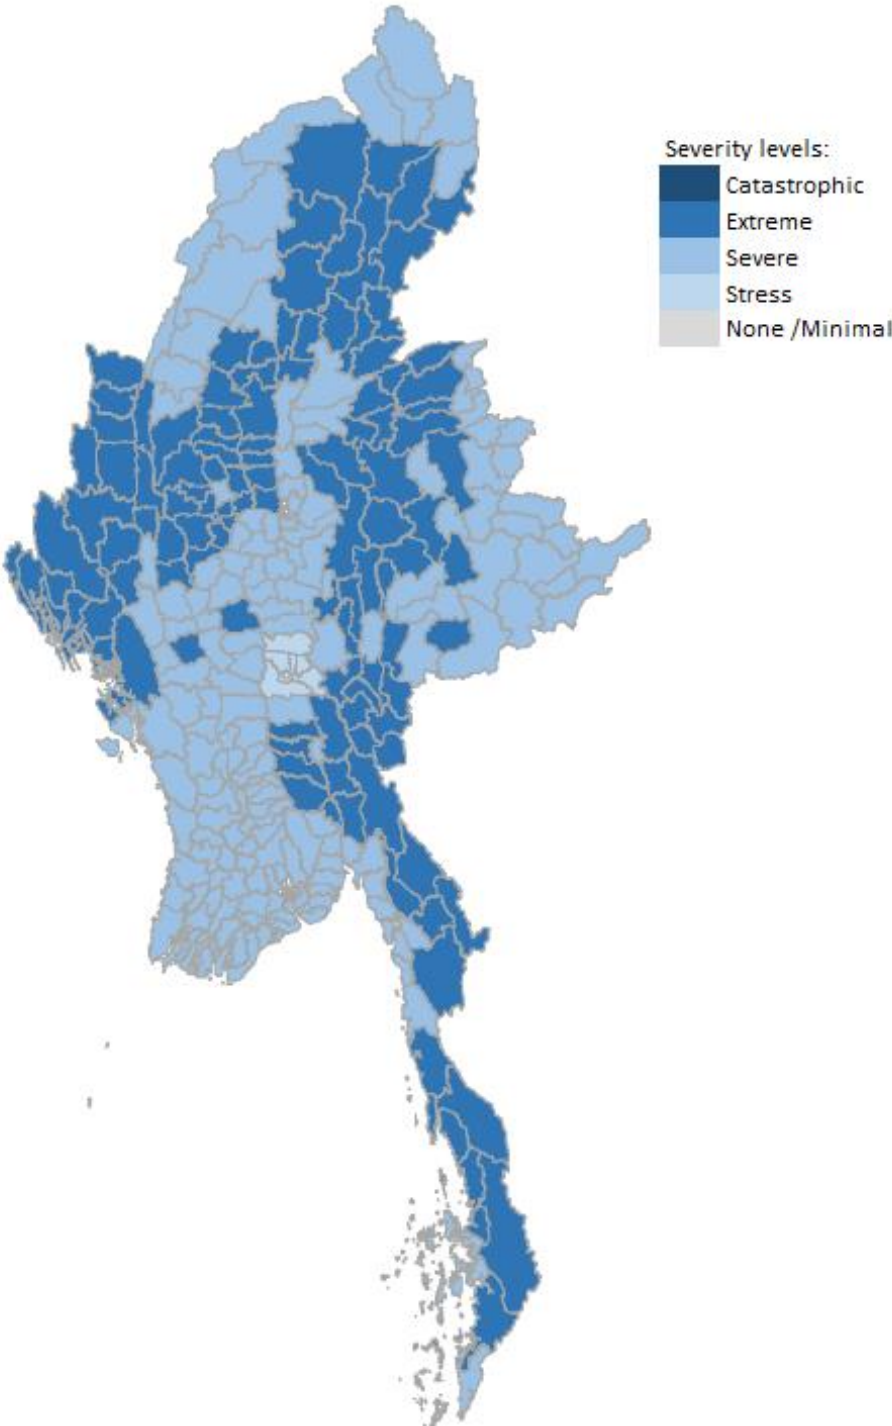 Severity levels:
Catastrophic
Extreme
Severe
Stress
None /Minimal